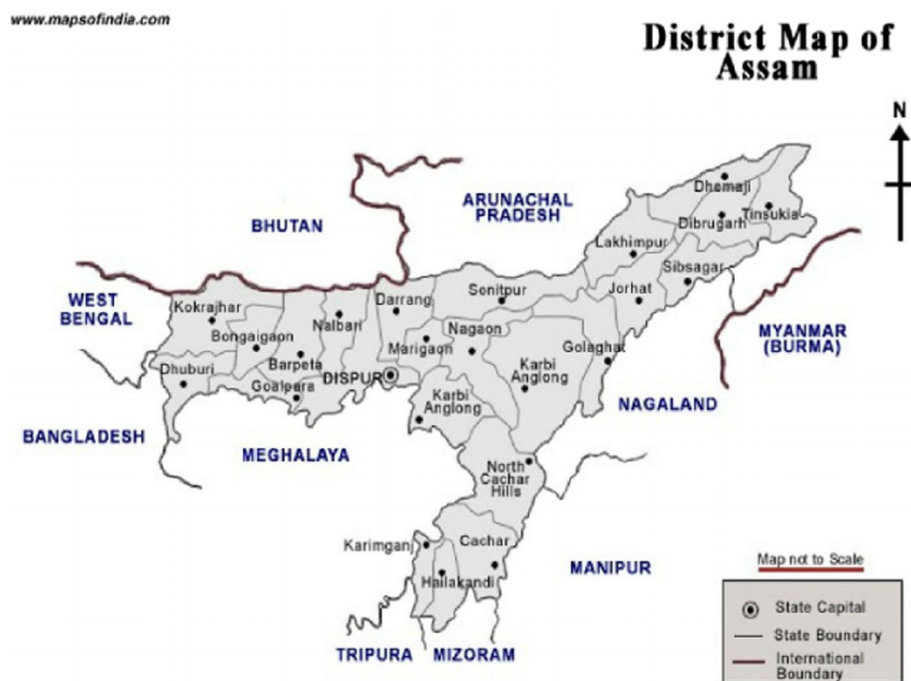 www.mapsofindia.com
District Map of
Assam
N
BHUTAN
ARUNACHAL
PRADESH
Dhemaji
Dibrugarh
Tinsukia
Lakhimpur
Sibsagar
Jorhat
WEST
BENGAL
Kokrajhar
Bongaigaon
Nalbari
Darrang
Sonitpur
Nagaon
Marigaon
Golaghat
MYANMAR
(BURMA)
Dhuburi
Barpeta
Goalpara
DISPUR
Karbi
Anglong
Karbi
Anglong
NAGALAND
BANGLADESH
MEGHALAYA
North
Cachar
Hills
Karimganj
Cachar
Hailakandi
MANIPUR
TRIPURA
MIZORAM
Map not to Scale
State Capital
State Boundary
International
Boundary